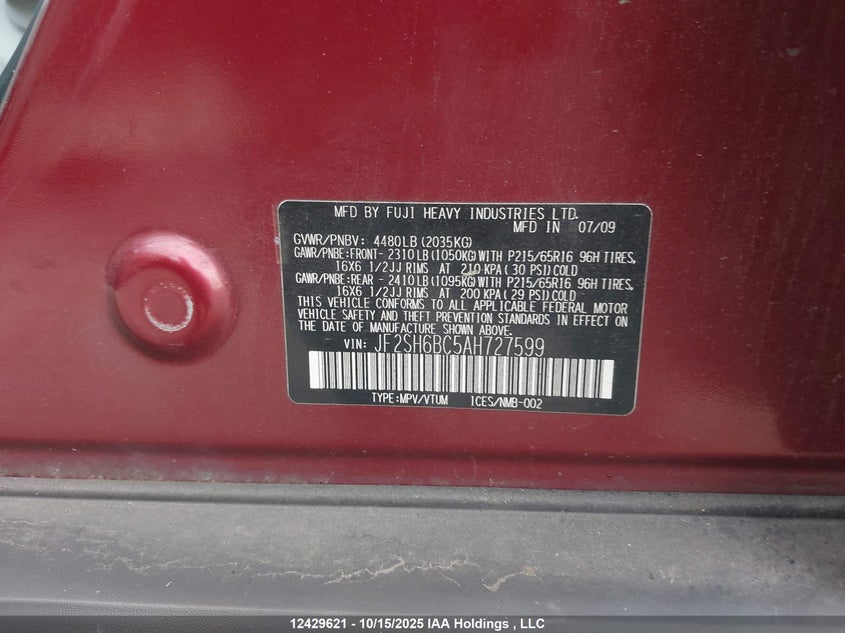 MFD BY FUJI HEAVY INDUSTRIES LTD.
MFD IN 07/09
GVWR/PNBV: 4480LB (2035KG)
GAWR/PNBE:FRONT- 2310LB (1050KG) WITH P215/65R16 96H TIRES,
16X6 1/2JJ RIMS AT 210 KPA ( 30 PSI) COLD
GAWR/PNBE:REAR - 2410LB (1095KG) WITH P215/65R16 96H TIRES,
16X6 1/2JJ RIMS AT 200 KPA ( 29 PSI) COLD
THIS VEHICLE CONFORMS TO ALL APPLICABLE FEDERAL MOTOR
VEHICLE SAFETY AND THEFT PREVENTION STANDARDS IN EFFECT ON
THE DATE OF MANUFACTURE SHOWN ABOVE.
VIN: JF2SH6BC5AH727599
TYPE:MPV/VTUM ICES/NMB-002
12429621 - 10/15/2025 IAA Holdings , LLC